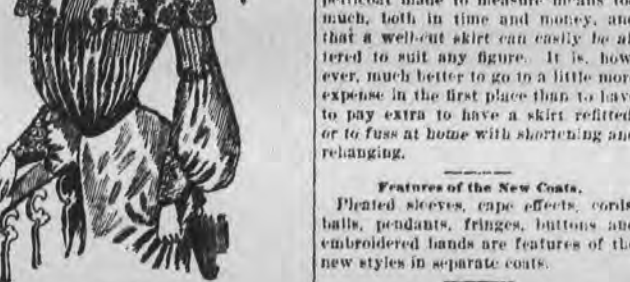 petticoat made to measure means too
much, both in time and money, and
that a well-cut skirt can easily be al
tered to suit any figure. It is, how
ever, much better to go to a little more
expense in the first place than to have
to pay extra to have a skirt refitted
or to fuss at home with shortening and
rehanging.
Features of the New Coats.
Pleated sleeves, cape effects, cords
balls, pendants, fringes, buttons and
embroidered bands are features of the
new styles in separate coats.